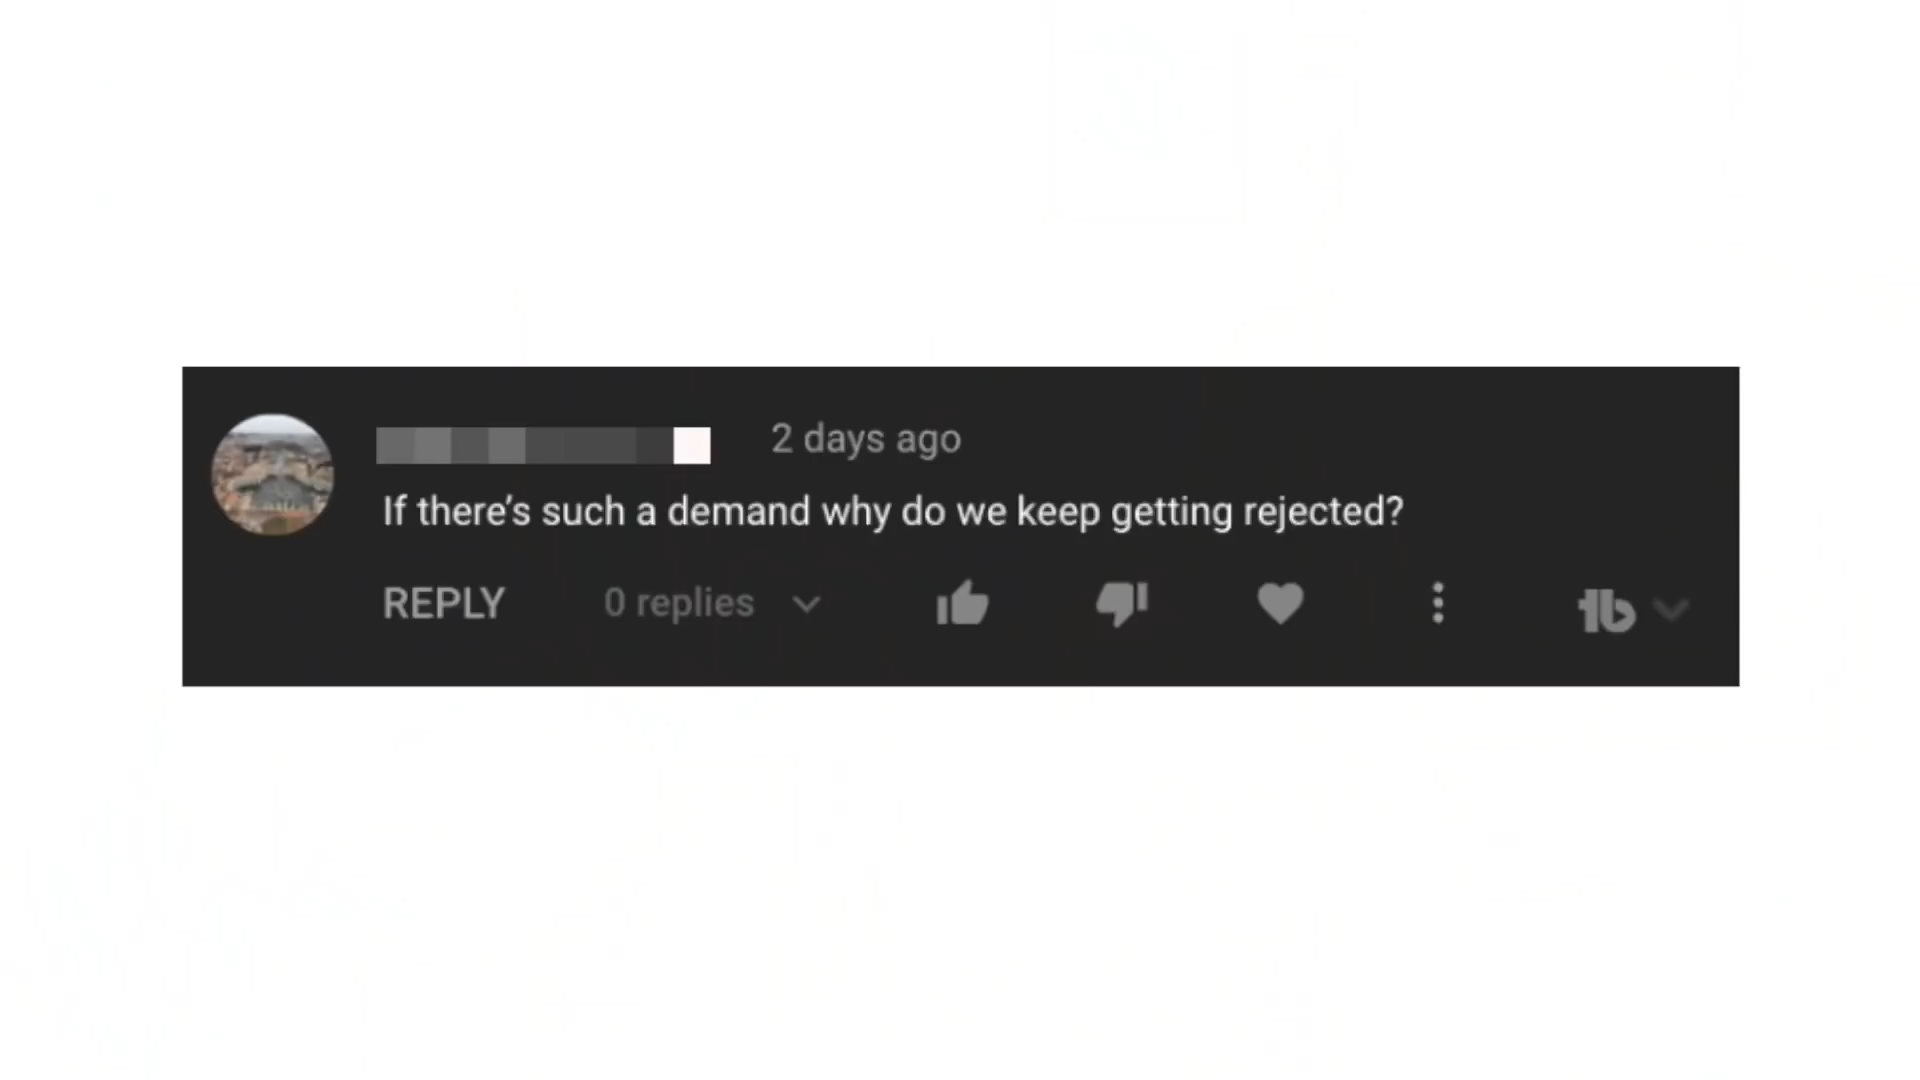 2 days ago
If there's such a demand why do we keep getting rejected?
REPLY 0 replies